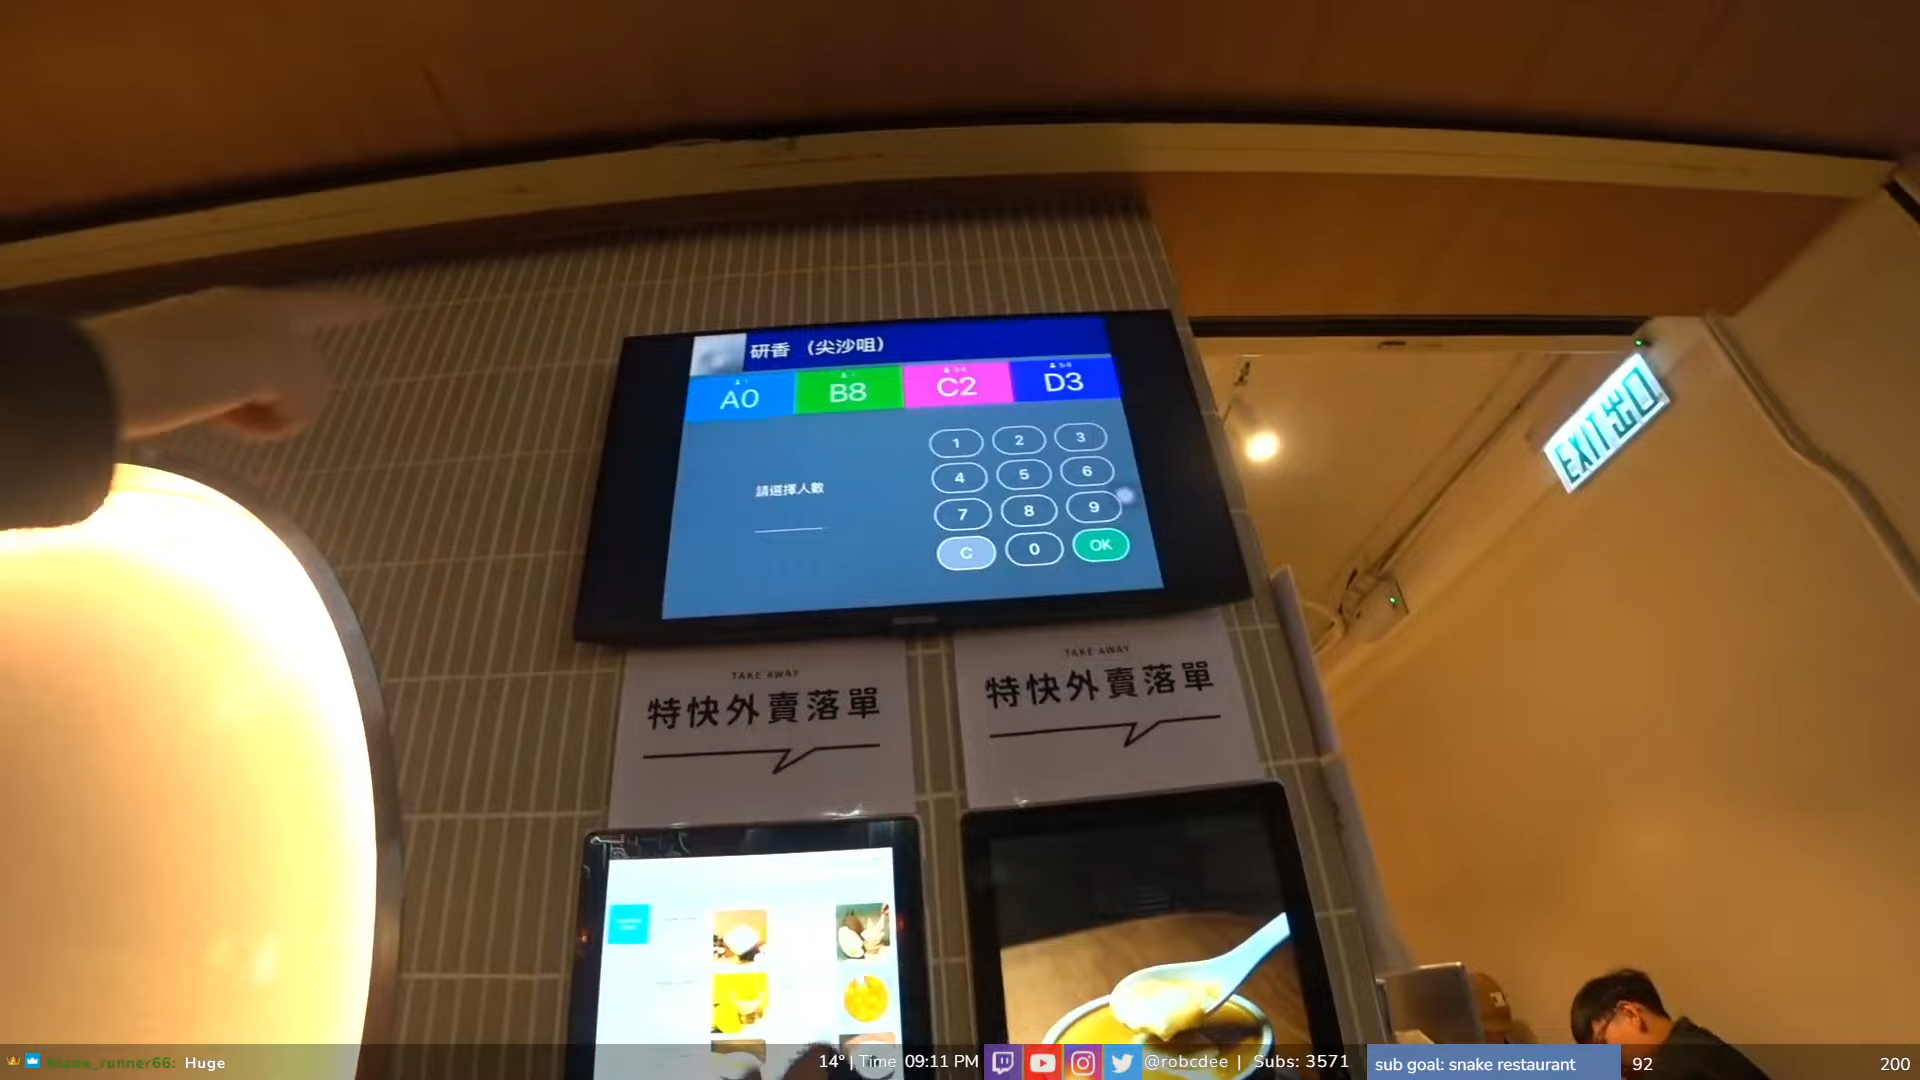 研香 （尖沙咀）
A0 B8 C2 D3
請選擇人數
1 2 3
4 5 6
7 8 9
C 0 OK
EXIT 出口
TAKE AWAY
特快外賣落單
TAKE AWAY
特快外賣落單
blade_runner66: Huge
14° | Time 09:11 PM
@robcdee | Subs: 3571
sub goal: snake restaurant 92 200